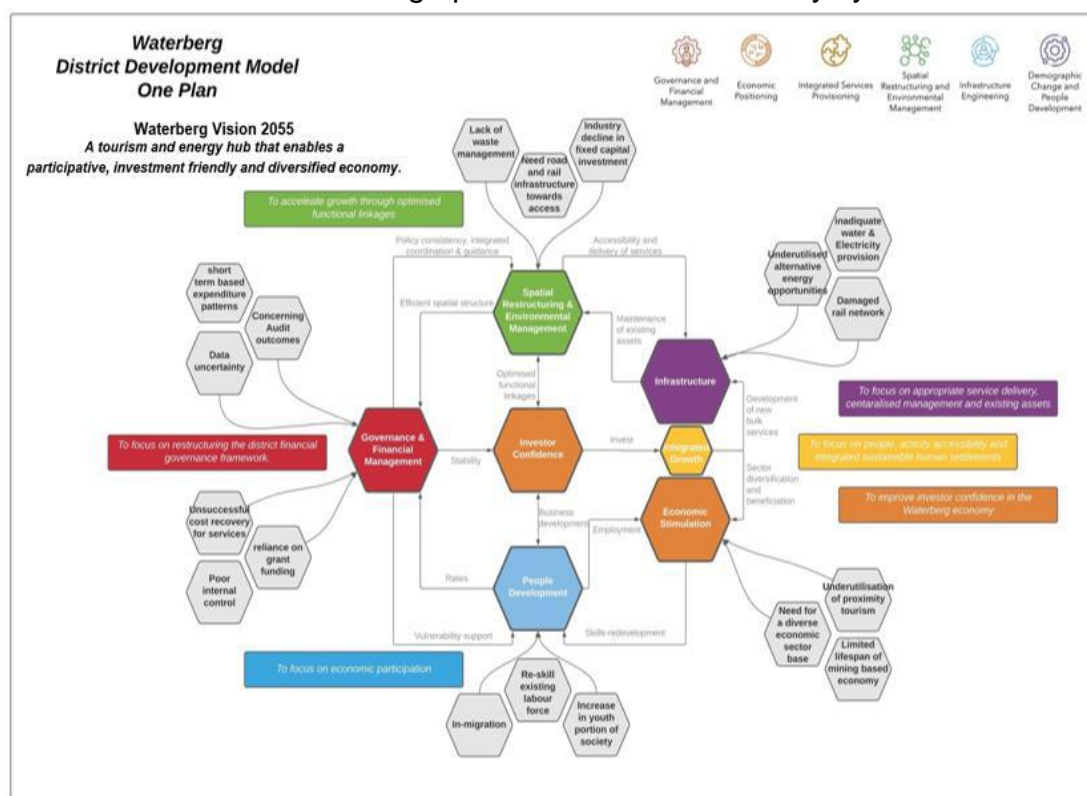 Waterberg
District Development Model
One Plan
Waterberg Vision 2055
A tourism and energy hub that enables a
participative, investment friendly and diversified economy.
Governance and
Financial
Management
Economic
Positioning
Integrated Services
Provisioning
Spatial
Restructuring and
Environmental
Management
Infrastructure
Engineering
Demographic
Change and
People
Development
Lack of
waste
management
Need road
and rail
infrastructure
towards
access
Industry
decline in
fixed capital
investment
To acceleate growth through optimised
functional linkages
Policy consistency, integrated
coordination & guidance
Accessibility and
delivery of services
inadiquate
water &
Electricity
provision
Underutilised
alternative
energy
opportunities
Damaged
rail network
short
term based
expenditure
patterns
Concerning
Audit
outcomes
Data
uncertainty
Efficient spatial structure
Spatial
Restructuring &
Environmental
Management
Maintenance
of existing
assets
Optimised
functional
linkages
Infrastructure
To focus on appropriate service delivery,
centaralised management and existing assets
Development
of new
bulk
services
To focus on restructuring the district financial
governance framework.
Governance &
Financial
Management
Stability
Investor
Confidence
Invest
Integrated
Growth
To focus on people, activity accessibility and
integrated sustainable human settlements
Sector
diversification
and
beneficiation
To improve investor confidence in the
Waterberg economy
Unsuccessful
cost recovery
for services
reliance on
grant
funding
Poor
internal
control
Business
development
Employment
Economic
Stimulation
Rates
People
Development
Vulnerability support
Skills-redevelopment
Underutilisation
of proximity
tourism
Need for
a diverse
economic
sector
base
Limited
lifespan of
mining based
economy
To focus on economic participation
In-migration
Re-skill
existing
labour
force
Increase
in youth
portion of
society